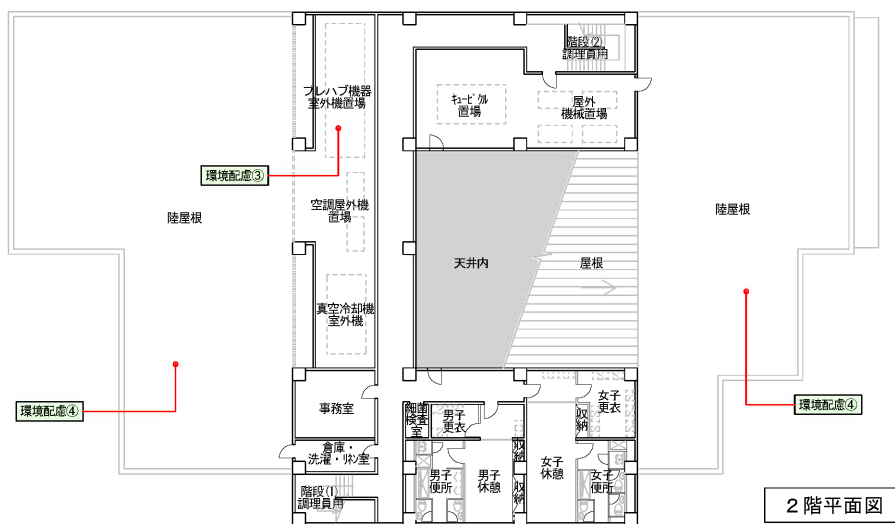 階段(2)
調理員用
プレハブ機器
室外機置場
ｷｭｰﾋﾞｸﾙ
置場
屋外
機械置場
環境配慮③
空調屋外機
置場
陸屋根
陸屋根
天井内
屋根
真空冷却機
室外機
環境配慮④
環境配慮④
事務室
細菌
検査
室
男子
更衣
収納
女子
更衣
倉庫・
洗濯・ﾘﾈﾝ室
男子
便所
男子
休憩
収納
収納
女子
休憩
女子
便所
階段(1)
調理員用
２階平面図